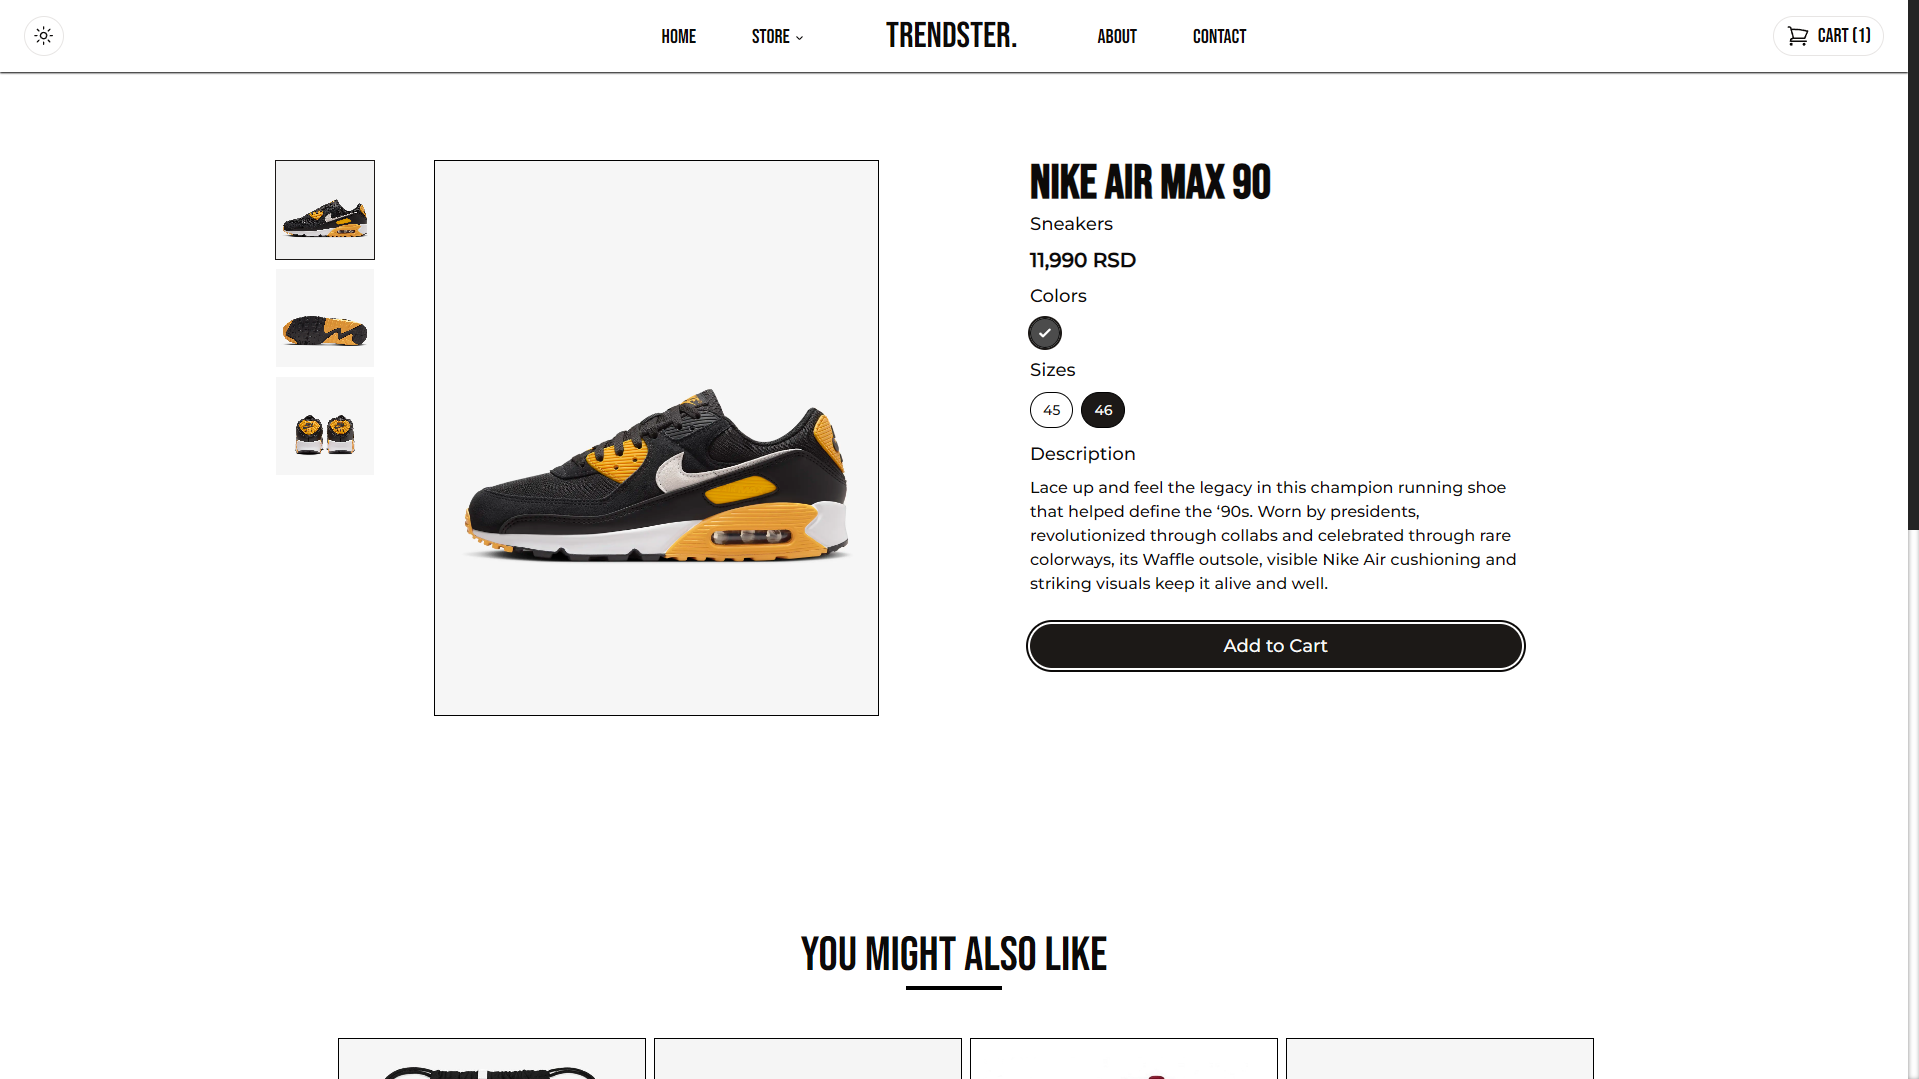 HOME
STORE
TRENDSTER.
ABOUT
CONTACT
CART (1)
NIKE AIR MAX 90
Sneakers
11,990 RSD
Colors
Sizes
45
46
Description
Lace up and feel the legacy in this champion running shoe
that helped define the ‘90s. Worn by presidents,
revolutionized through collabs and celebrated through rare
colorways, its Waffle outsole, visible Nike Air cushioning and
striking visuals keep it alive and well.
Add to Cart
YOU MIGHT ALSO LIKE